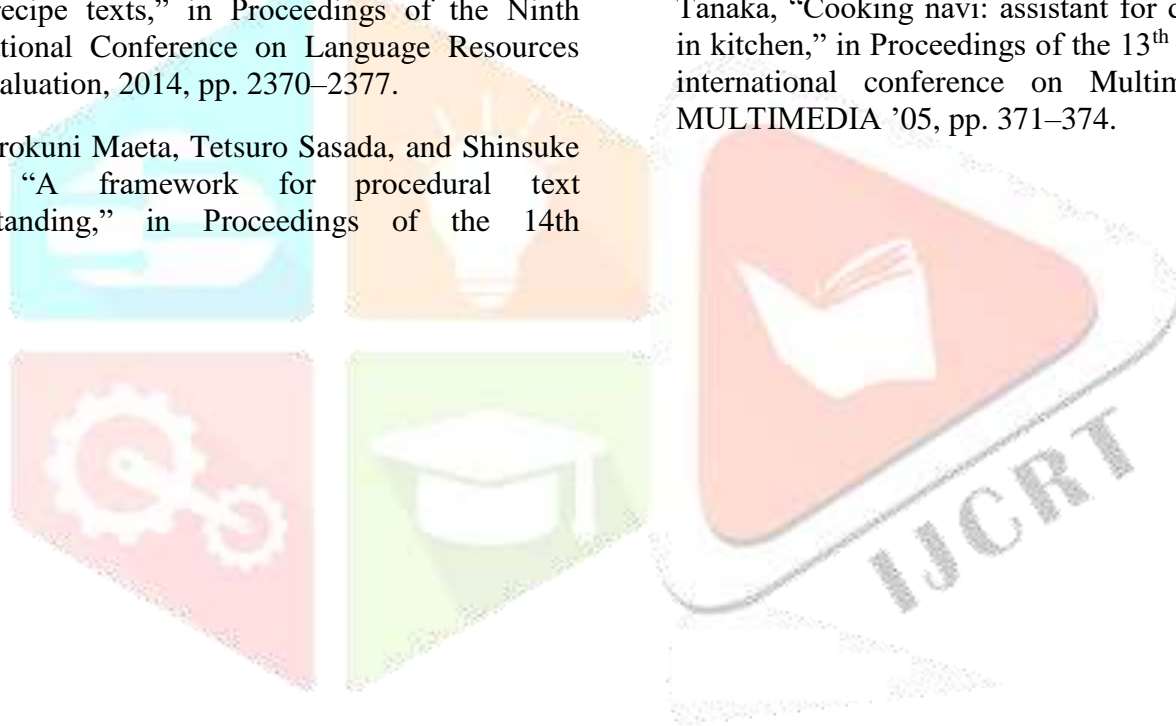 recipe texts,” in Proceedings of the Ninth
tional Conference on Language Resources
aluation, 2014, pp. 2370–2377.
rokuni Maeta, Tetsuro Sasada, and Shinsuke
“A framework for procedural text
tanding,” in Proceedings of the 14th
Tanaka, “Cooking navi: assistant for
in kitchen,” in Proceedings of the 13th
international conference on Multim
MULTIMEDIA ’05, pp. 371–374.
IJCRT